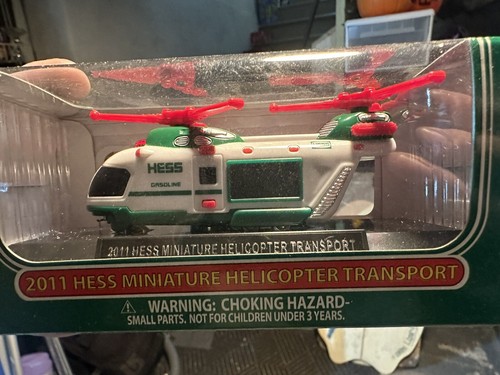 HESS
GASOLINE
2011 HESS MINIATURE HELICOPTER TRANSPORT
2011 HESS MINIATURE HELICOPTER TRANSPORT
WARNING: CHOKING HAZARD-
SMALL PARTS. NOT FOR CHILDREN UNDER 3 YEARS.